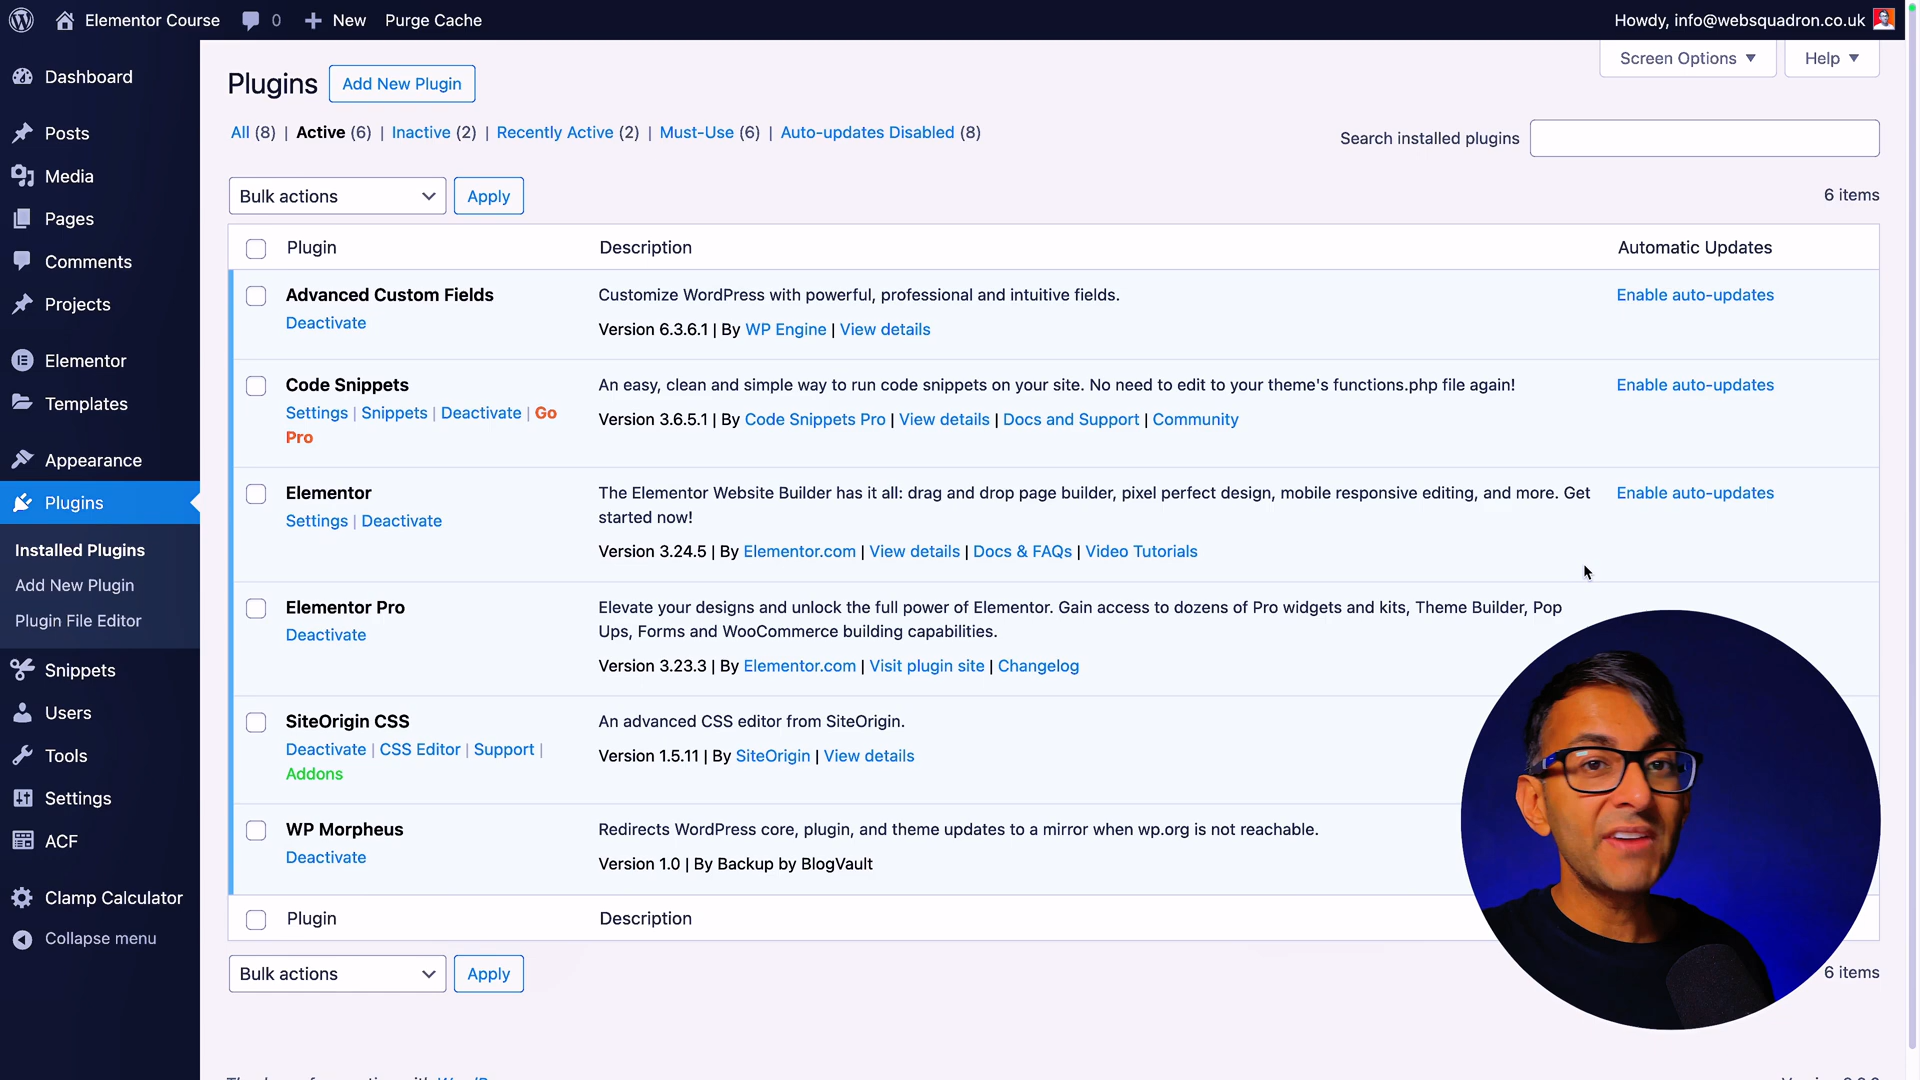 Elementor Course 0 New Purge Cache Howdy, info@websquadron.co.uk
Screen Options Help
Dashboard
Posts
Media
Pages
Comments
Projects
Elementor
Templates
Appearance
Plugins
Installed Plugins
Add New Plugin
Plugin File Editor
Snippets
Users
Tools
Settings
ACF
Clamp Calculator
Collapse menu
Plugins Add New Plugin
All (8) | Active (6) | Inactive (2) | Recently Active (2) | Must-Use (6) | Auto-updates Disabled (8)
Search installed plugins
Bulk actions Apply 6 items
Plugin Description Automatic Updates
Advanced Custom Fields Customize WordPress with powerful, professional and intuitive fields. Enable auto-updates
Deactivate
Version 6.3.6.1 | By WP Engine | View details
Code Snippets An easy, clean and simple way to run code snippets on your site. No need to edit to your theme's functions.php file again! Enable auto-updates
Settings | Snippets | Deactivate | Go
Pro
Version 3.6.5.1 | By Code Snippets Pro | View details | Docs and Support | Community
Elementor The Elementor Website Builder has it all: drag and drop page builder, pixel perfect design, mobile responsive editing, and more. Get Enable auto-updates
started now!
Settings | Deactivate
Version 3.24.5 | By Elementor.com | View details | Docs & FAQs | Video Tutorials
Elementor Pro Elevate your designs and unlock the full power of Elementor. Gain access to dozens of Pro widgets and kits, Theme Builder, Pop
Ups, Forms and WooCommerce building capabilities.
Deactivate
Version 3.23.3 | By Elementor.com | Visit plugin site | Changelog
SiteOrigin CSS An advanced CSS editor from SiteOrigin.
Deactivate | CSS Editor | Support |
Addons
Version 1.5.11 | By SiteOrigin | View details
WP Morpheus Redirects WordPress core, plugin, and theme updates to a mirror when wp.org is not reachable.
Deactivate
Version 1.0 | By Backup by BlogVault
Plugin Description
Bulk actions Apply 6 items